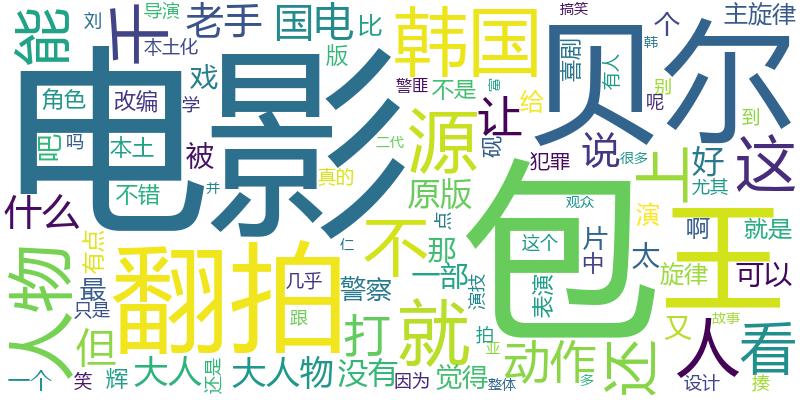 能
王
导演
刘
本土化
老手
国电
版
比
戏
韩国
搞笑
喜剧
有人
个
韩
主旋律
贝尔
电影
角色
改编
学
吧
吗
本土
不错
被
并
真的
二代
警匪
不是
富
给
呢
别
到
源
让
砚
犯罪
说
很多
上
好
尤其
这
什么
原版
包
观众
王
演
啊
就是
人物
有点
最
只是
翻拍
仁
几乎
不
点
那
一部
警察
演技
这个
表演
片中
太
旋律
可以
但
跟
打
就
拍
亚
动作
还
又
故事
人
看
一个
笑
辉
大人
还是
大人物
没有
因为
觉得
整体
多
设计
揍